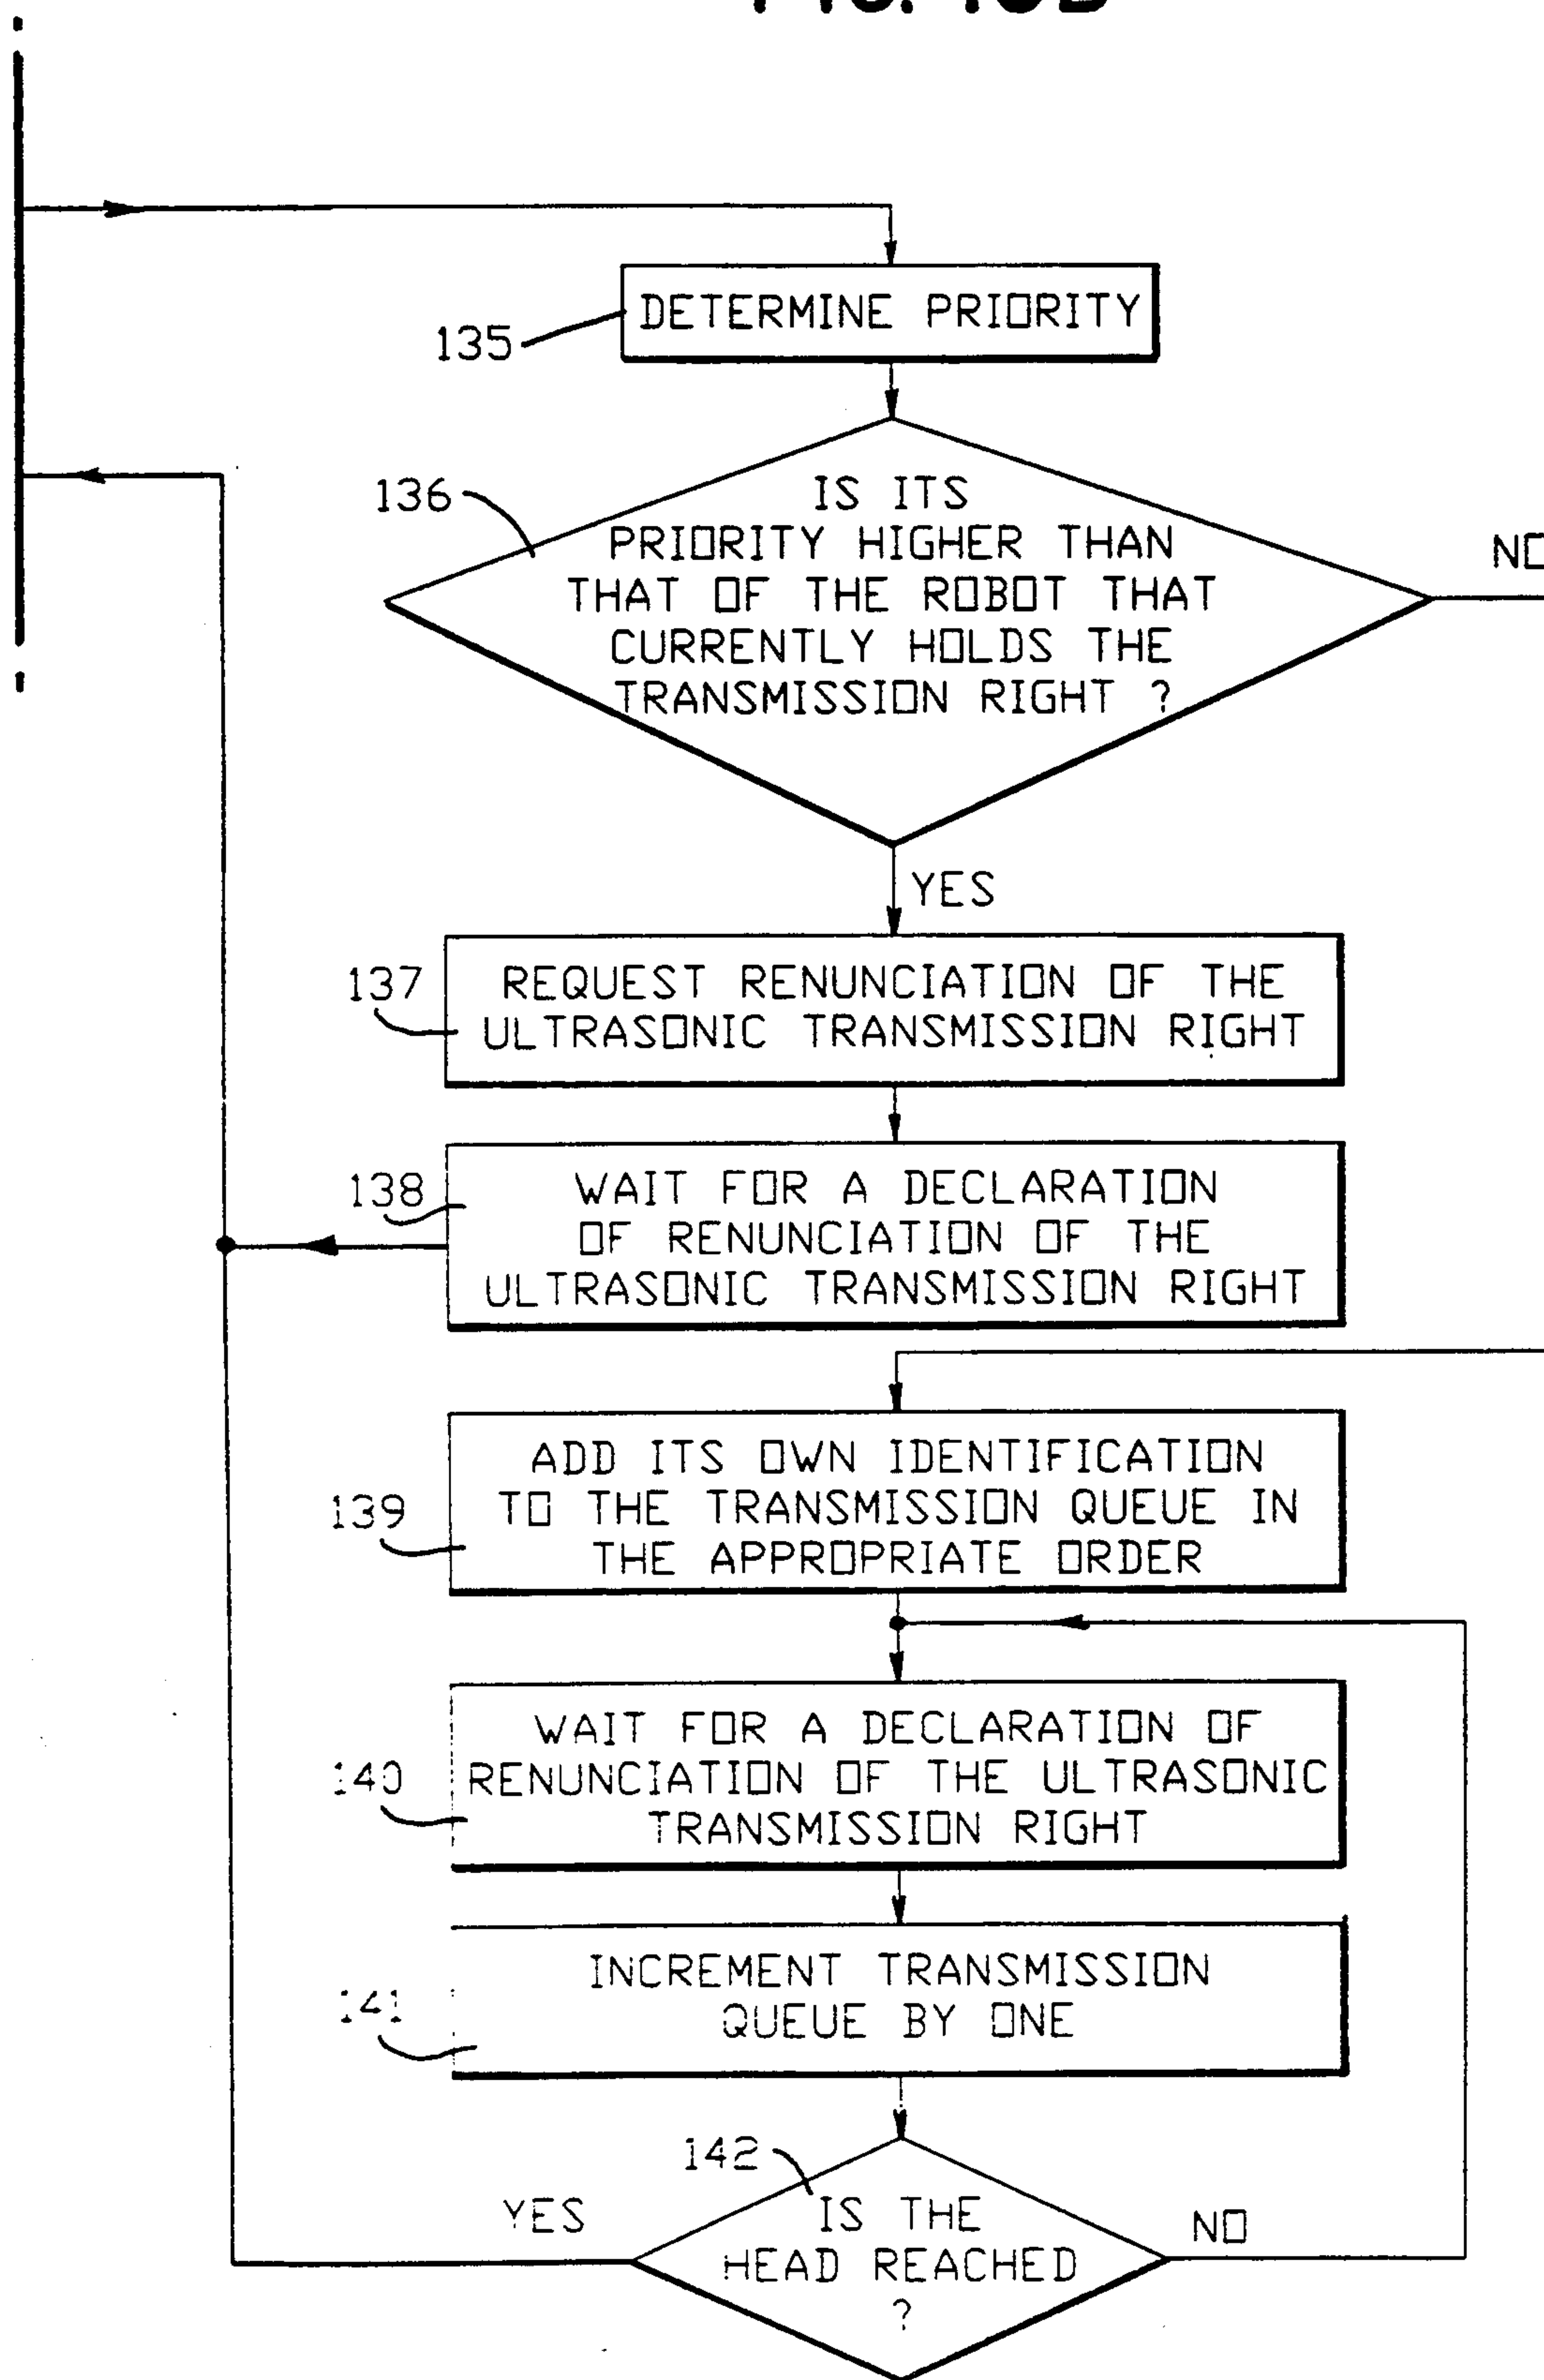 135
DETERMINE PRIORITY
136
IS ITS
PRIORITY HIGHER THAN
THAT OF THE ROBOT THAT
CURRENTLY HOLDS THE
TRANSMISSION RIGHT ?
NO
YES
137
REQUEST RENUNCIATION OF THE
ULTRASONIC TRANSMISSION RIGHT
138
WAIT FOR A DECLARATION
OF RENUNCIATION OF THE
ULTRASONIC TRANSMISSION RIGHT
139
ADD ITS OWN IDENTIFICATION
TO THE TRANSMISSION QUEUE IN
THE APPROPRIATE ORDER
140
WAIT FOR A DECLARATION OF
RENUNCIATION OF THE ULTRASONIC
TRANSMISSION RIGHT
141
INCREMENT TRANSMISSION
QUEUE BY ONE
142
IS THE
HEAD REACHED
?
YES
NO